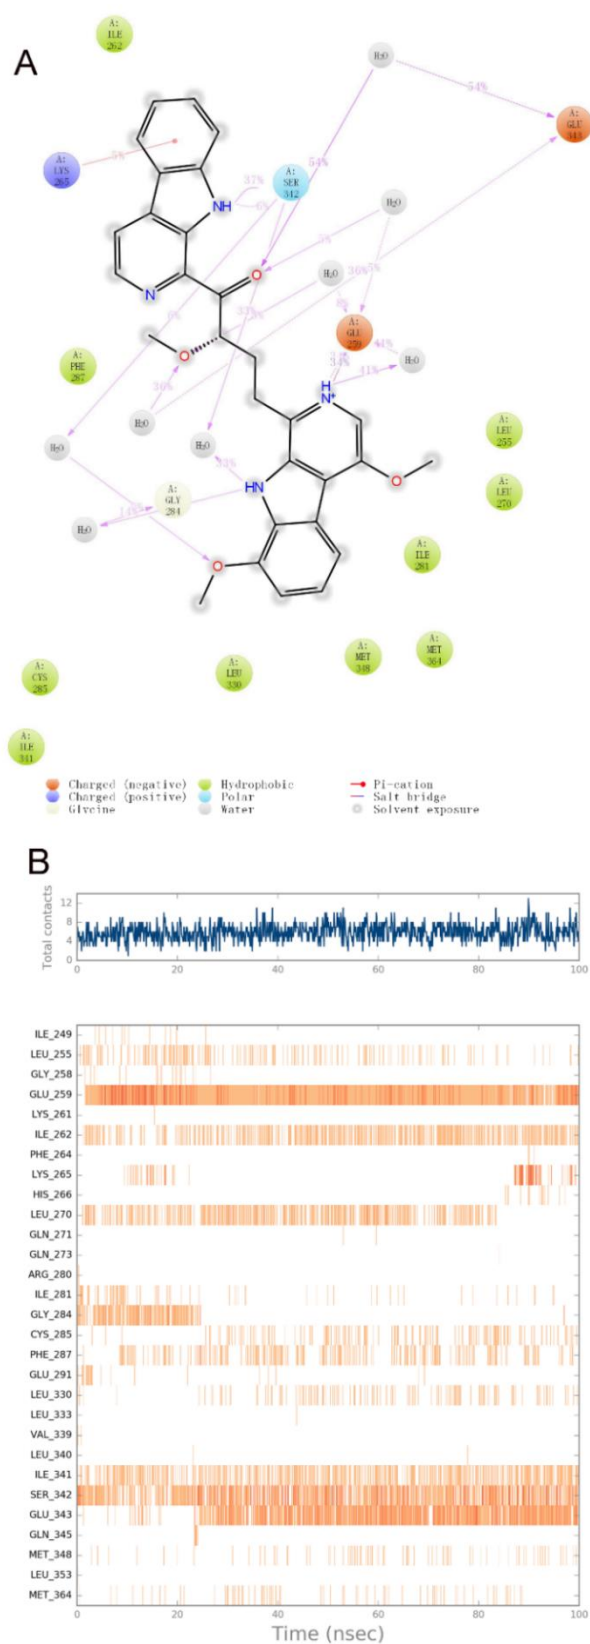 A
A:
ILE
262
H₂O
54%
A:
GLU
343
A:
LYS
265
5%
37%
6%
A:
SER
342
54%
NH
H₂O
5%
O
H₂O
36%
5%
N
33%
A:
GLU
259
6%
O
A:
PHE
287
H₂O
34%
41%
H₂O
H
N⁺
36%
H₂O
H₂O
H₂O
A:
LEU
255
33%
A:
GLY
284
HN
O
A:
LEU
270
14%
H₂O
O
A:
ILE
281
A:
CYS
285
A:
LEU
330
A:
MET
348
A:
MET
364
A:
ILE
341
Charged (negative) Hydrophobic Pi-cation
Charged (positive) Polar Salt bridge
Glycine Water Solvent exposure
B
Total contacts
12
8
4
0
0 20 40 60 80 100
ILE_249
LEU_255
GLY_258
GLU_259
LYS_261
ILE_262
PHE_264
LYS_265
HIS_266
LEU_270
GLN_271
GLN_273
ARG_280
ILE_281
GLY_284
CYS_285
PHE_287
GLU_291
LEU_330
LEU_333
VAL_339
LEU_340
ILE_341
SER_342
GLU_343
GLN_345
MET_348
LEU_353
MET_364
0 20 40 60 80 100
Time (nsec)